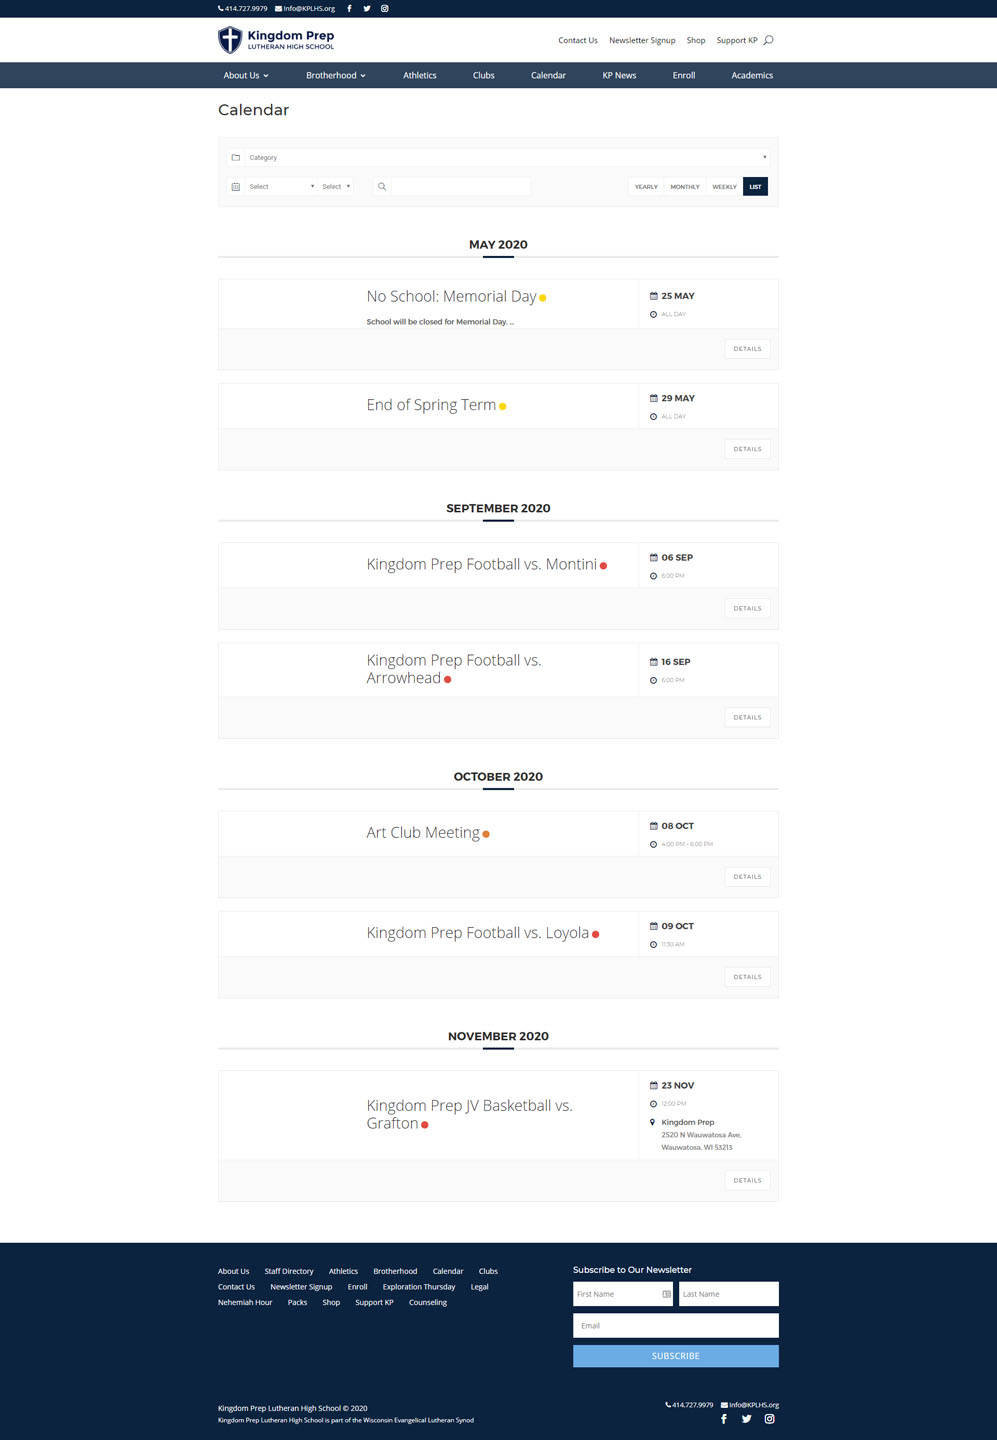 414.727.9979 Info@KPLHS.org
Kingdom Prep
LUTHERAN HIGH SCHOOL
Contact Us Newsletter Signup Shop Support KP
About Us Brotherhood Athletics Clubs Calendar KP News Enroll Academics
Calendar
Category
Select Select
YEARLY MONTHLY WEEKLY LIST
MAY 2020
No School: Memorial Day
School will be closed for Memorial Day. ...
25 MAY
ALL DAY
DETAILS
End of Spring Term
29 MAY
ALL DAY
DETAILS
SEPTEMBER 2020
Kingdom Prep Football vs. Montini
06 SEP
6:00 PM
DETAILS
Kingdom Prep Football vs.
Arrowhead
16 SEP
6:00 PM
DETAILS
OCTOBER 2020
Art Club Meeting
08 OCT
4:00 PM - 6:00 PM
DETAILS
Kingdom Prep Football vs. Loyola
09 OCT
11:30 AM
DETAILS
NOVEMBER 2020
Kingdom Prep JV Basketball vs.
Grafton
23 NOV
12:00 PM
Kingdom Prep
2520 N Wauwatosa Ave,
Wauwatosa, WI 53213
DETAILS
About Us Staff Directory Athletics Brotherhood Calendar Clubs
Contact Us Newsletter Signup Enroll Exploration Thursday Legal
Nehemiah Hour Packs Shop Support KP Counseling
Subscribe to Our Newsletter
First Name Last Name
Email
SUBSCRIBE
Kingdom Prep Lutheran High School © 2020
Kingdom Prep Lutheran High School is part of the Wisconsin Evangelical Lutheran Synod
414.727.9979 Info@KPLHS.org